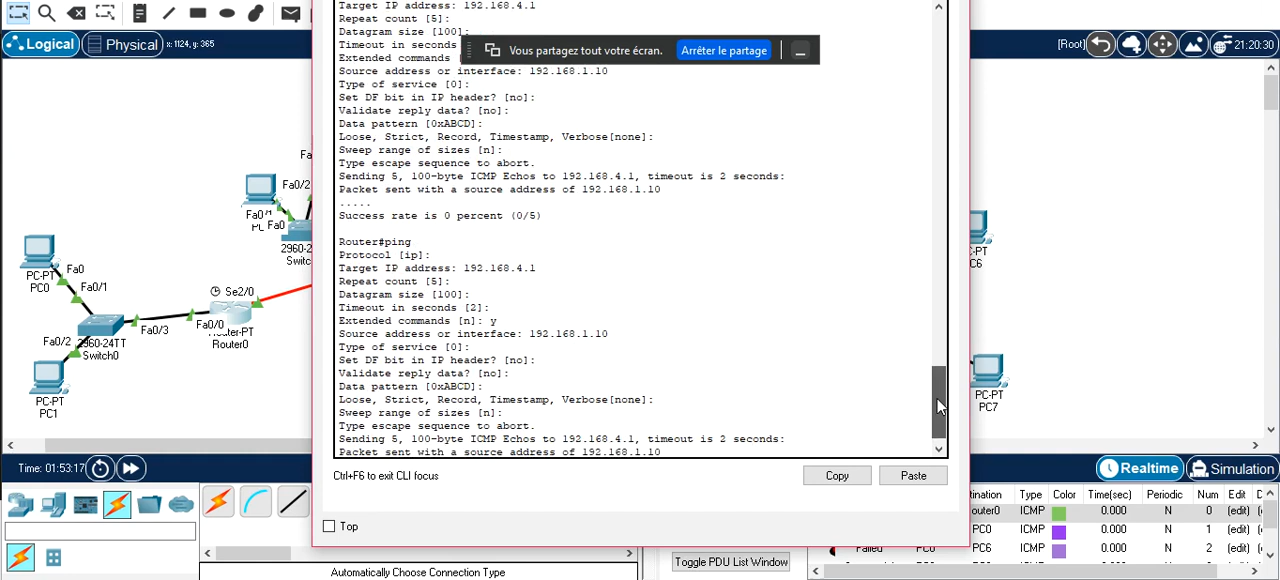 Logical
Physical
x: 1124, y: 365
[Root]
21:20:30
Target IP address: 192.168.4.1
Repeat count [5]:
Datagram size [100]:
Timeout in seconds
Extended commands [
Source address or interface: 192.168.1.10
Type of service [0]:
Set DF bit in IP header? [no]:
Validate reply data? [no]:
Data pattern [0xABCD]:
Loose, Strict, Record, Timestamp, Verbose[none]:
Sweep range of sizes [n]:
Type escape sequence to abort.
Sending 5, 100-byte ICMP Echos to 192.168.4.1, timeout is 2 seconds:
Packet sent with a source address of 192.168.1.10
.....
Success rate is 0 percent (0/5)
Router#ping
Protocol [ip]:
Target IP address: 192.168.4.1
Repeat count [5]:
Datagram size [100]:
Timeout in seconds [2]:
Extended commands [n]: y
Source address or interface: 192.168.1.10
Type of service [0]:
Set DF bit in IP header? [no]:
Validate reply data? [no]:
Data pattern [0xABCD]:
Loose, Strict, Record, Timestamp, Verbose[none]:
Sweep range of sizes [n]:
Type escape sequence to abort.
Sending 5, 100-byte ICMP Echos to 192.168.4.1, timeout is 2 seconds:
Packet sent with a source address of 192.168.1.10
Vous partagez tout votre écran.
Arrêter le partage
Ctrl+F6 to exit CLI focus
Copy
Paste
Top
Fa0/2
Fa0
2960-2
Switc
PC-PT
PC0
Fa0
Fa0/1
Fa0/2
2960-24TT
Switch0
Fa0/3
Fa0/0
Se2/0
Router-PT
Router0
PC-PT
PC1
PC-PT
PC6
PC-PT
PC7
Time: 01:53:17
Realtime
Simulation
Automatically Choose Connection Type
Toggle PDU List Window
Type
Color
Time(sec)
Periodic
Num
Edit
ICMP
0.000
N
0
(edit)
PC0
ICMP
0.000
N
1
(edit)
Failed
PC0
PC6
ICMP
0.000
N
2
(edit)